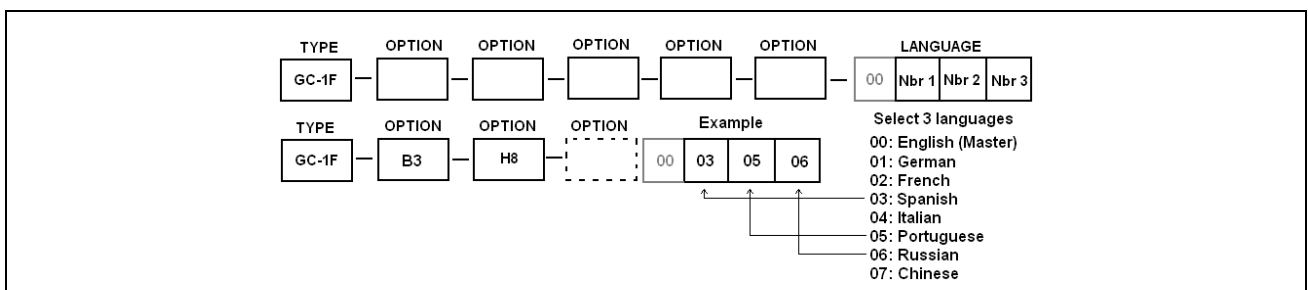 TYPE OPTION OPTION OPTION OPTION OPTION LANGUAGE
GC-1F 00 Nbr 1 Nbr 2 Nbr 3
Select 3 languages
TYPE OPTION OPTION OPTION Example
GC-1F B3 H8 00 03 05 06
00: English (Master)
01: German
02: French
03: Spanish
04: Italian
05: Portuguese
06: Russian
07: Chinese